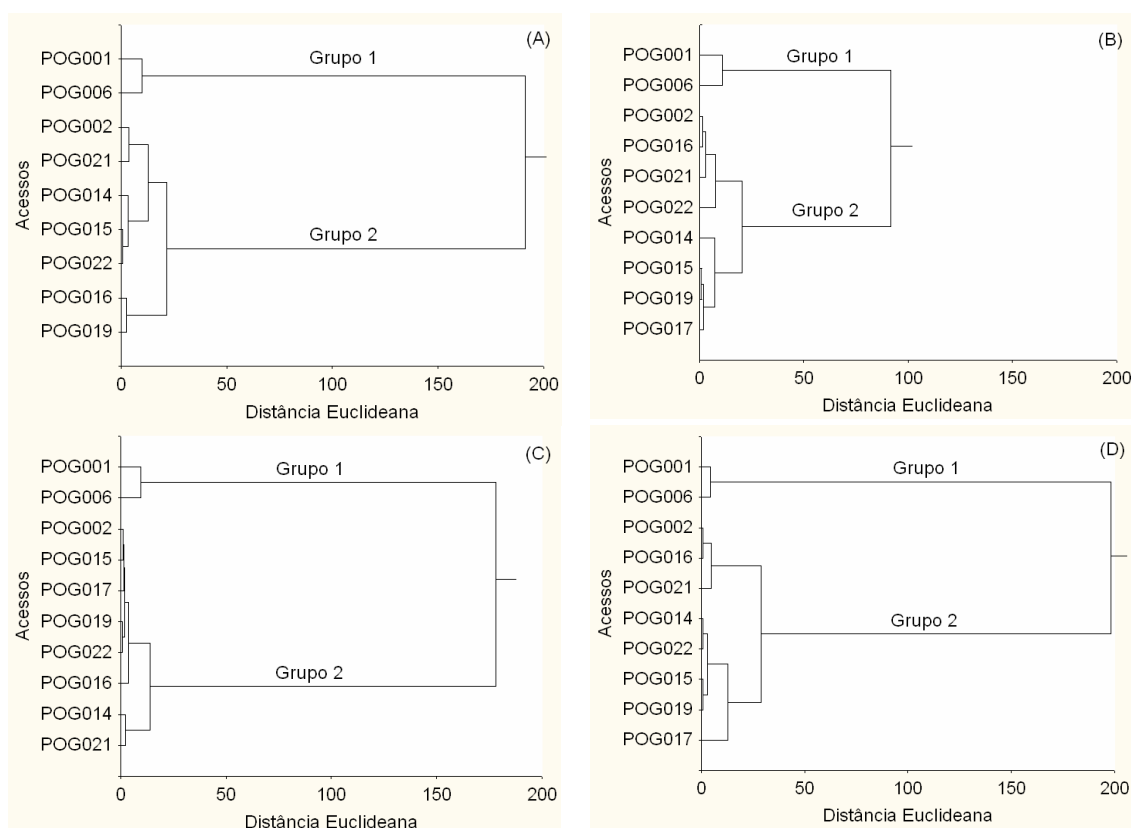 (A)
POG001
Grupo 1
POG006
POG002
POG021
POG014
POG015
Grupo 2
POG022
POG016
POG019
Acessos
0 50 100 150 200
Distância Euclideana
(B)
POG001
Grupo 1
POG006
POG002
POG016
POG021
POG022
Grupo 2
POG014
POG015
POG019
POG017
Acessos
0 50 100 150 200
Distância Euclideana
(C)
POG001
Grupo 1
POG006
POG002
POG015
POG017
POG019
POG022
Grupo 2
POG016
POG014
POG021
Acessos
0 50 100 150 200
Distância Euclideana
(D)
POG001
Grupo 1
POG006
POG002
POG016
POG021
POG014
Grupo 2
POG022
POG015
POG019
POG017
Acessos
0 50 100 150 200
Distância Euclideana